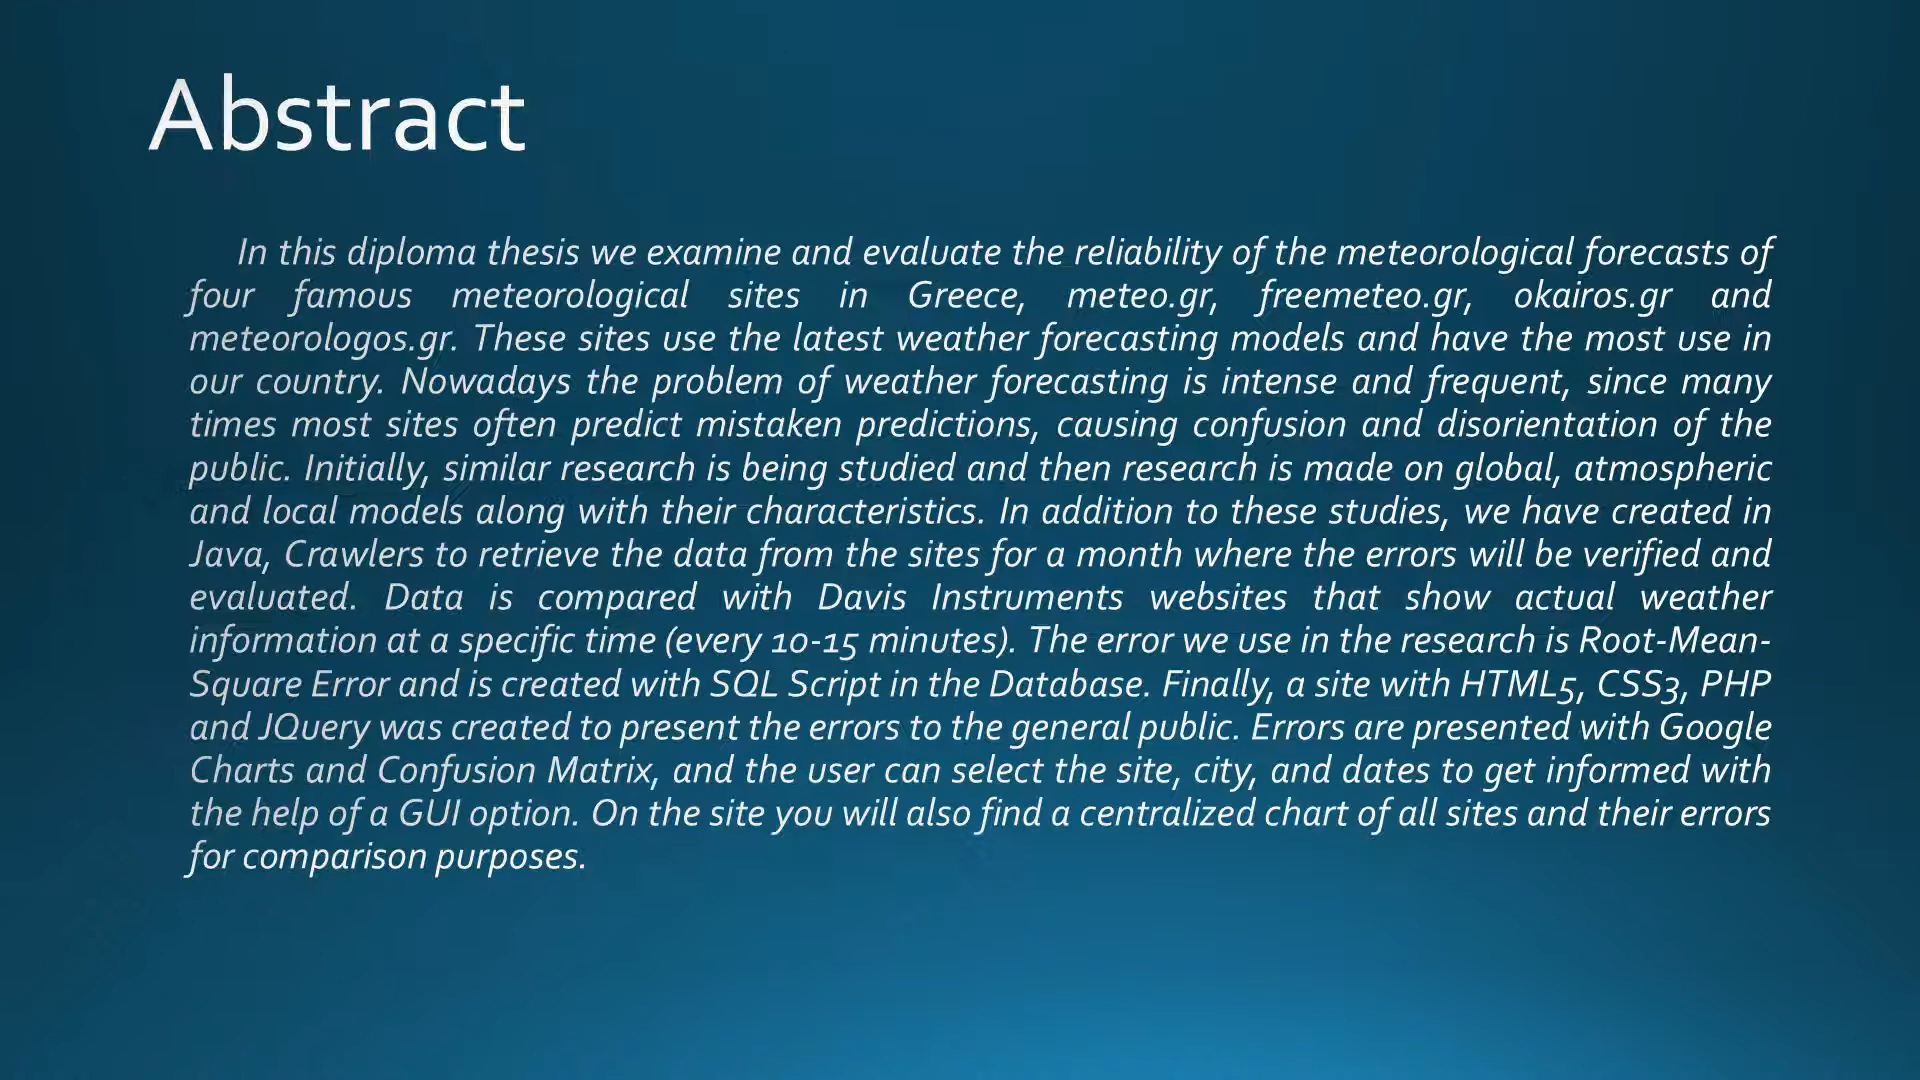 Abstract
In this diploma thesis we examine and evaluate the reliability of the meteorological forecasts of
four famous meteorological sites in Greece, meteo.gr, freemeteo.gr, okairos.gr and
meteorologos.gr. These sites use the latest weather forecasting models and have the most use in
our country. Nowadays the problem of weather forecasting is intense and frequent, since many
times most sites often predict mistaken predictions, causing confusion and disorientation of the
public. Initially, similar research is being studied and then research is made on global, atmospheric
and local models along with their characteristics. In addition to these studies, we have created in
Java, Crawlers to retrieve the data from the sites for a month where the errors will be verified and
evaluated. Data is compared with Davis Instruments websites that show actual weather
information at a specific time (every 10-15 minutes). The error we use in the research is Root-Mean-
Square Error and is created with SQL Script in the Database. Finally, a site with HTML5, CSS3, PHP
and JQuery was created to present the errors to the general public. Errors are presented with Google
Charts and Confusion Matrix, and the user can select the site, city, and dates to get informed with
the help of a GUI option. On the site you will also find a centralized chart of all sites and their errors
for comparison purposes.